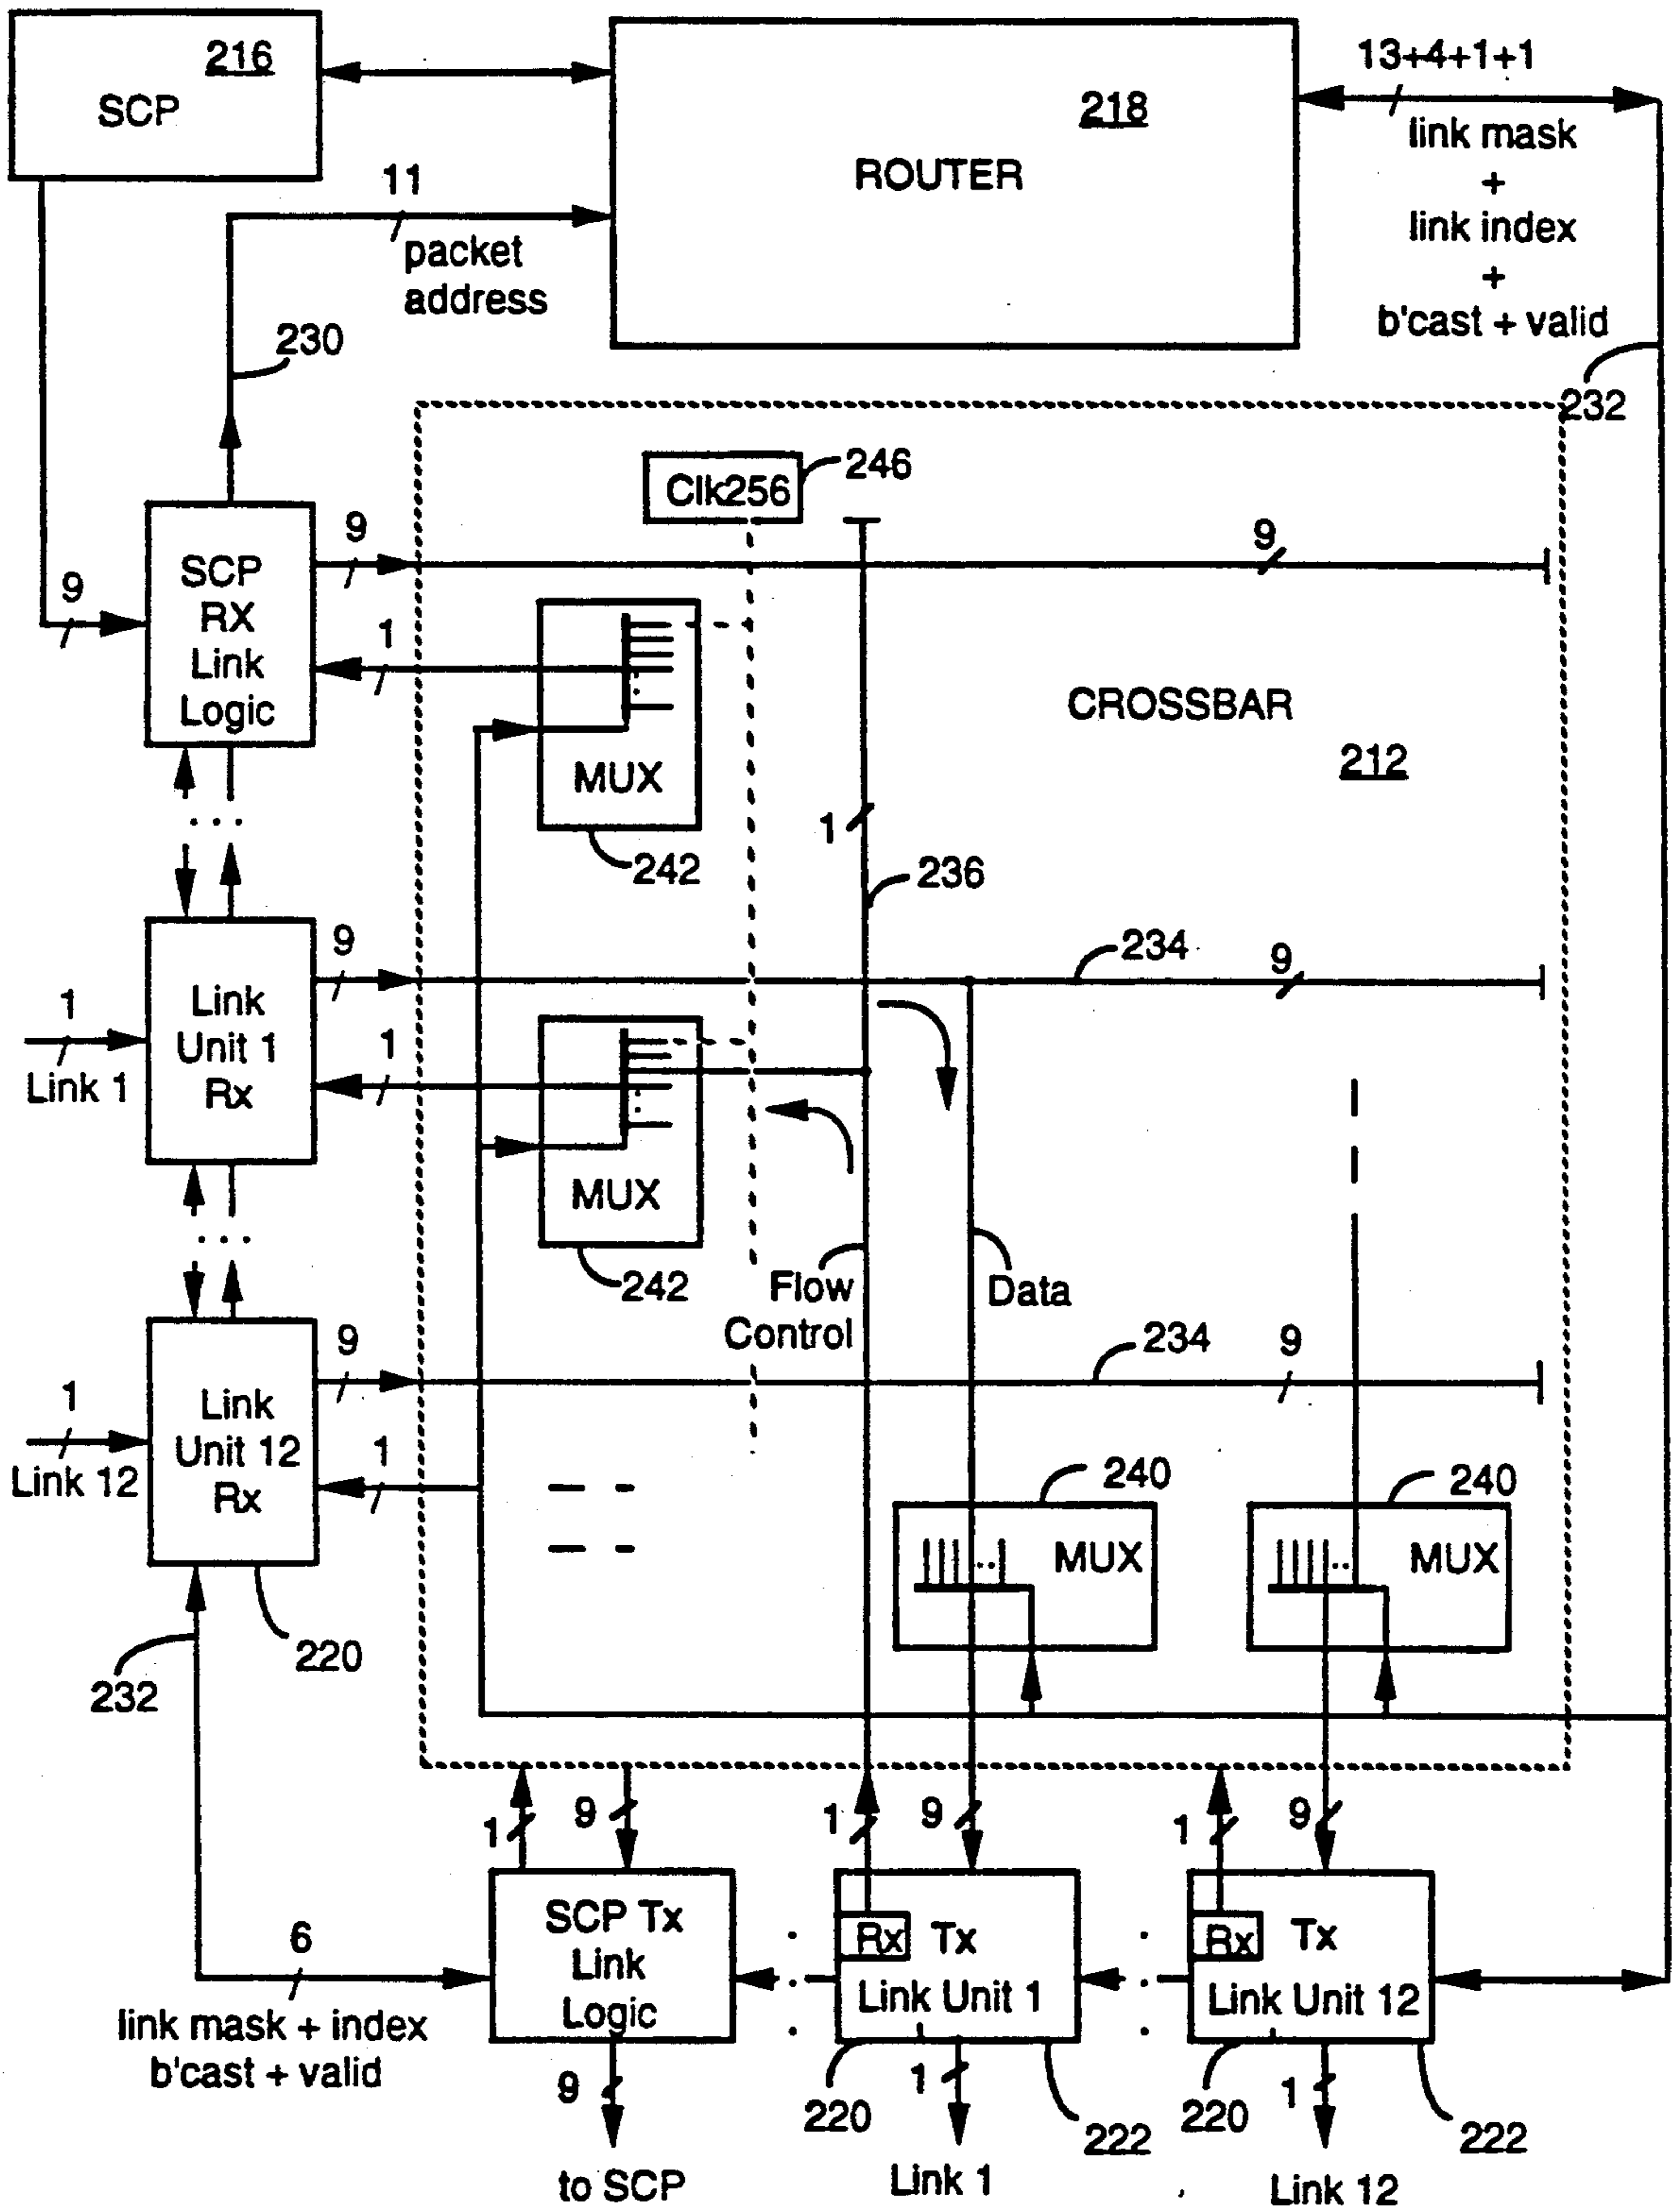 216
SCP
218
ROUTER
13+4+1+1
link mask
+
link index
+
b'cast + valid
232
11
packet
address
230
246
Clk256
9
9
9
SCP
RX
Link
Logic
1
MUX
242
CROSSBAR
212
1
236
...
9
234
9
1
Link 1
Link
Unit 1
Rx
1
MUX
242
Flow
Control
Data
...
9
234
9
1
Link 12
Link
Unit 12
Rx
1
240
MUX
240
MUX
220
232
1
9
1
9
1
9
6
link mask + index
b'cast + valid
SCP Tx
Link
Logic
Rx
Tx
Link Unit 1
Rx
Tx
Link Unit 12
9
to SCP
220
1
222
Link 1
220
1
222
Link 12